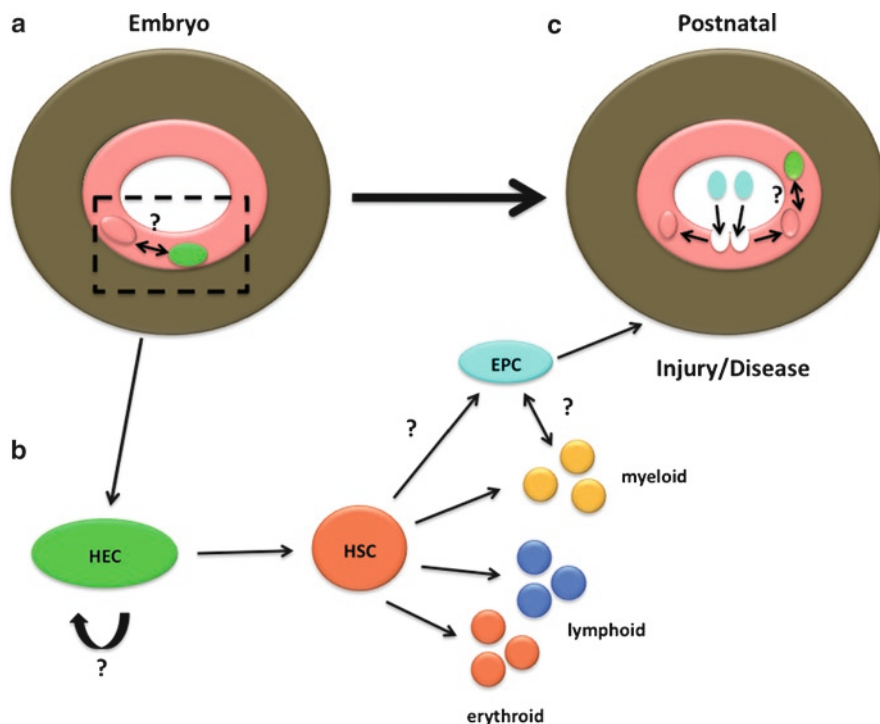 a
Embryo
c
Postnatal
?
?
EPC
Injury/Disease
?
?
b
myeloid
HEC
HSC
lymphoid
?
erythroid